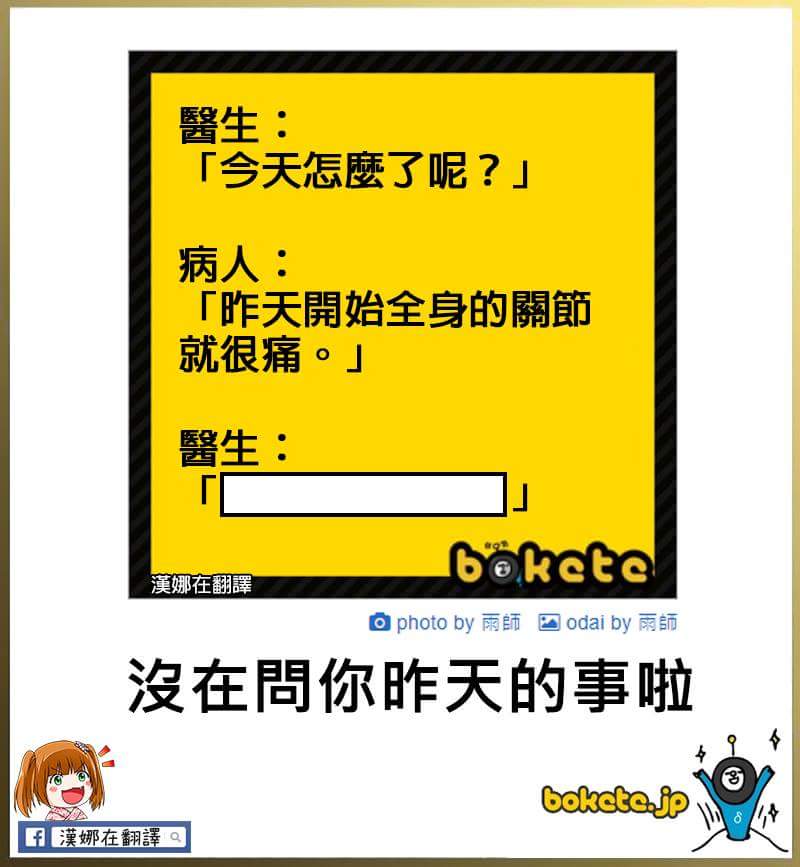 醫生：
「今天怎麼了呢？」
病人：
「昨天開始全身的關節
就很痛。」
醫生：
「　　　」
bokete
漢娜在翻譯
photo by 雨師 odai by 雨師
沒在問你昨天的事啦
bokete.jp
δ
f 漢娜在翻譯